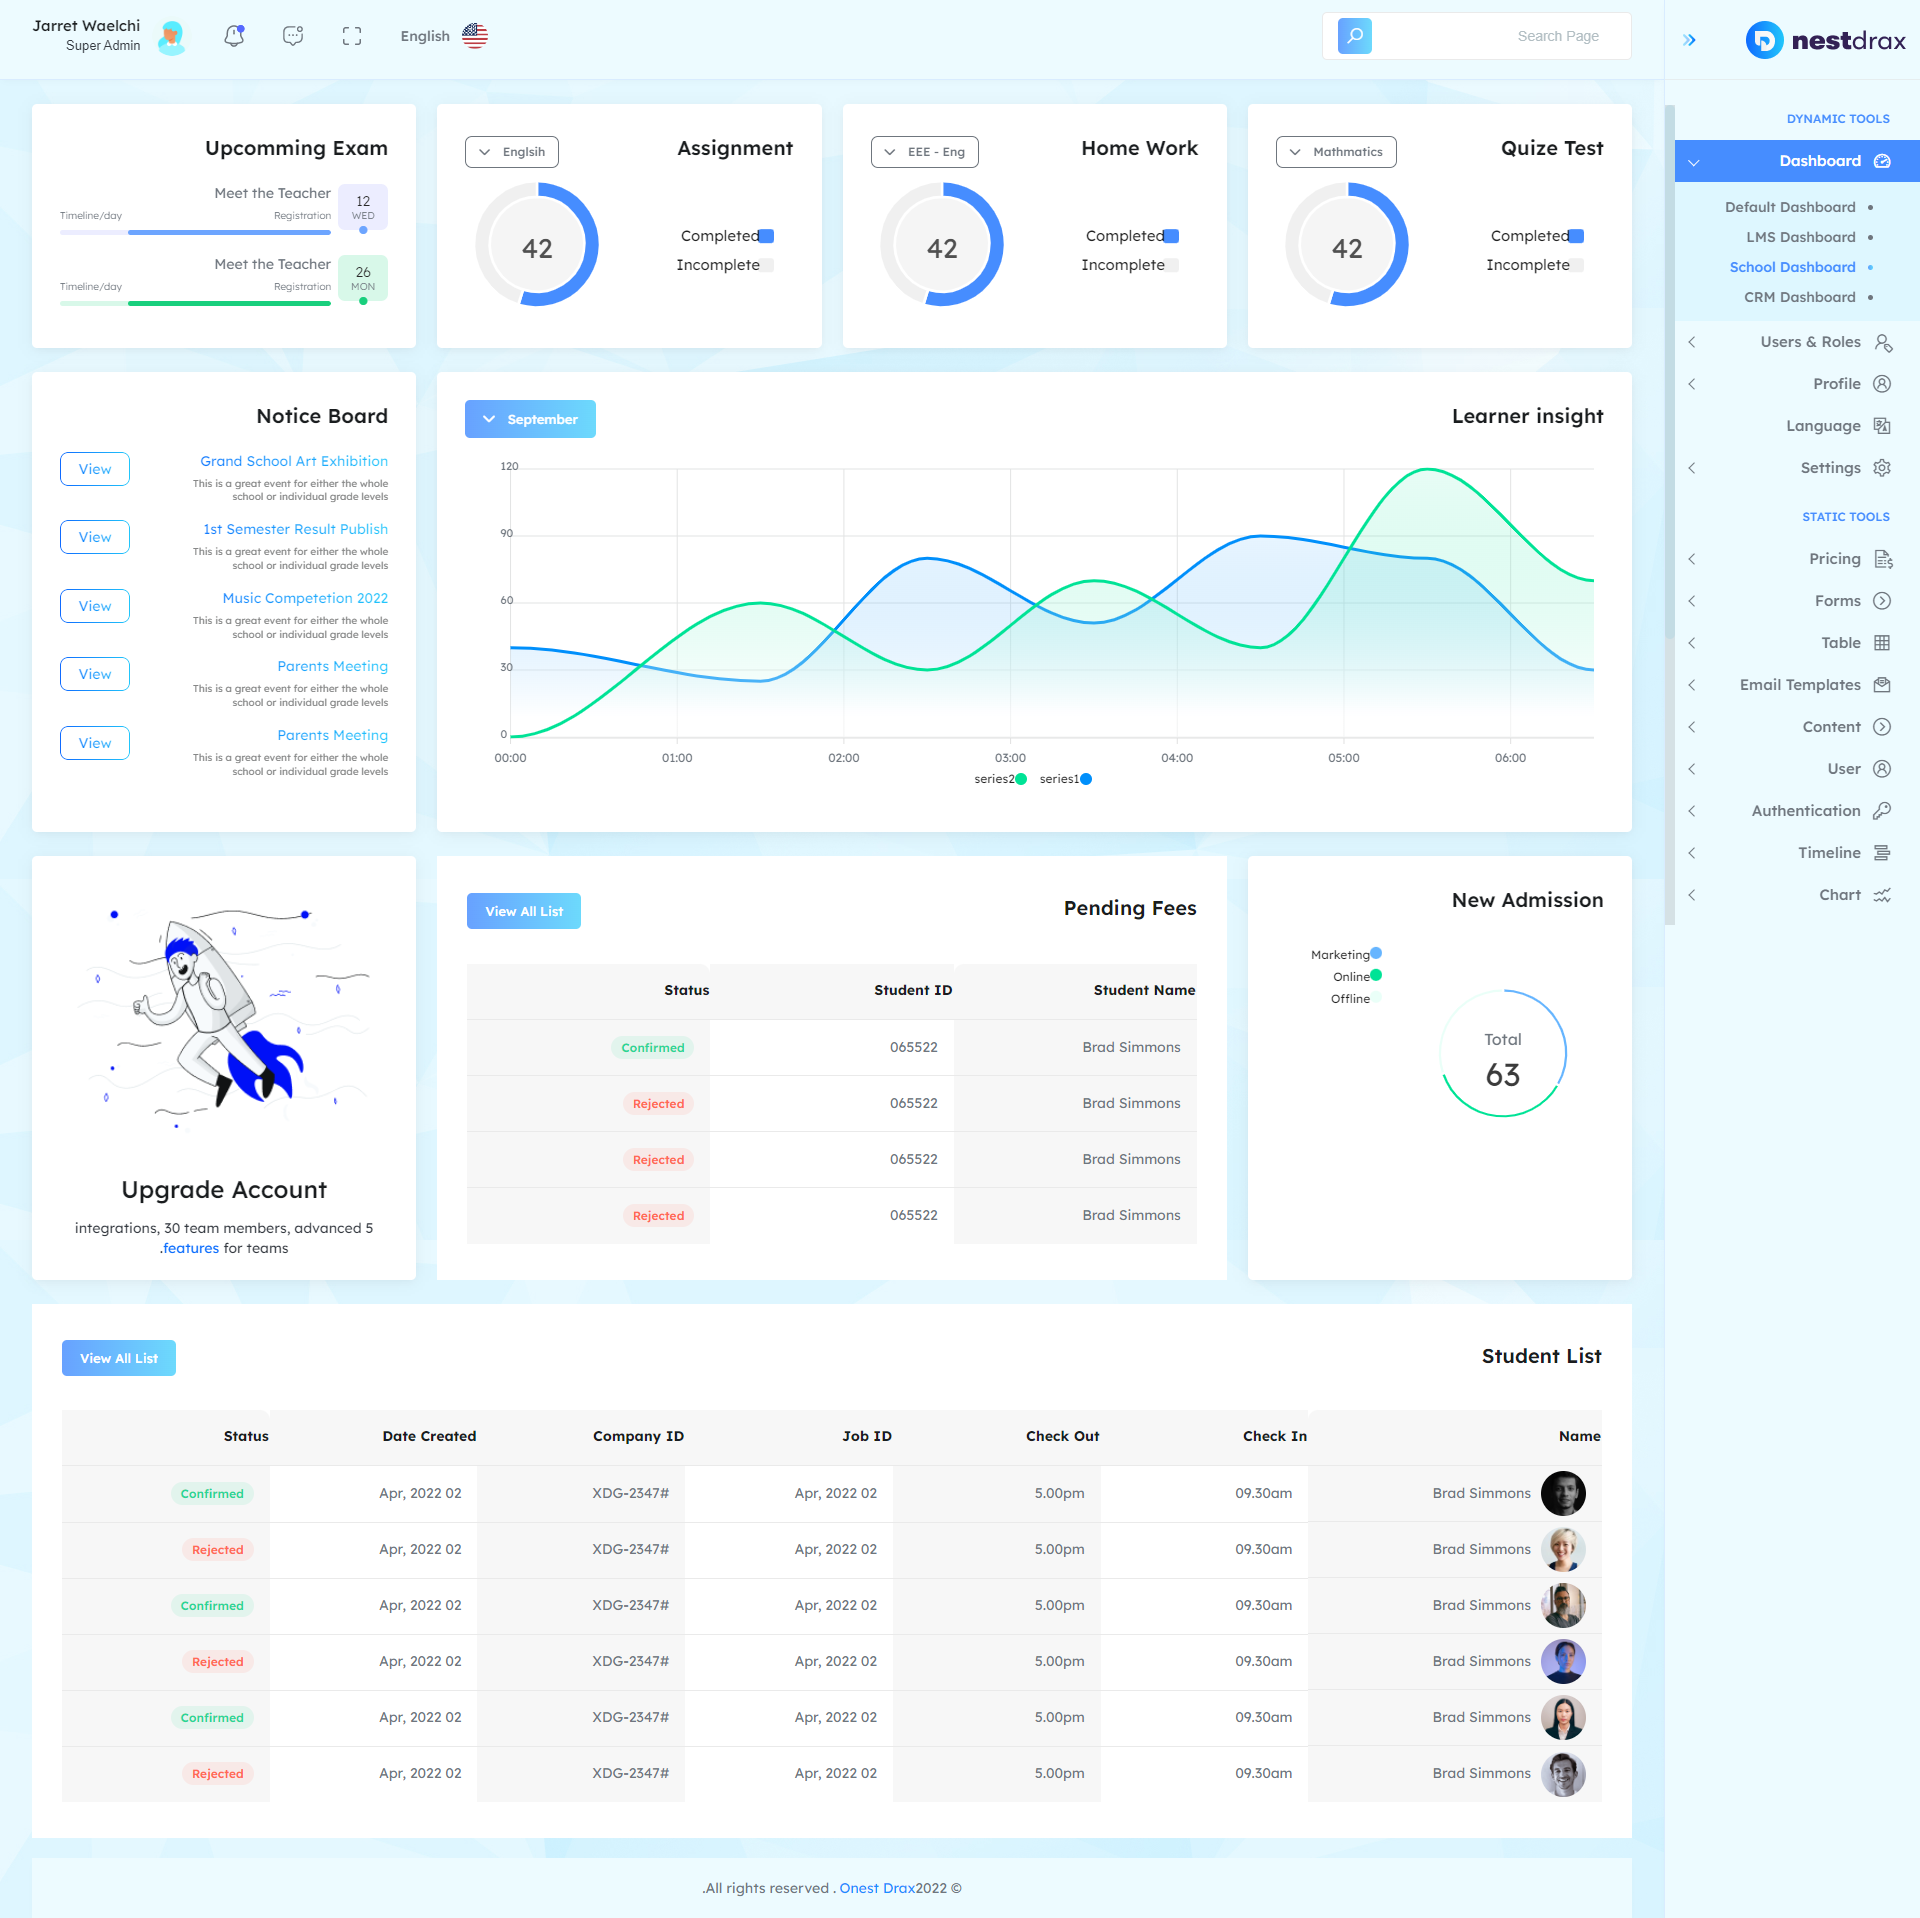 Jarret Waelchi
Super Admin
English
Search Page
nestdrax
DYNAMIC TOOLS
Dashboard
Default Dashboard
LMS Dashboard
School Dashboard
CRM Dashboard
Users & Roles
Profile
Language
Settings
STATIC TOOLS
Pricing
Forms
Table
Email Templates
Content
User
Authentication
Timeline
Chart
Upcomming Exam
Meet the Teacher
12
WED
Timeline/day
Registration
Meet the Teacher
26
MON
Timeline/day
Registration
Englsih
Assignment
42
Completed
Incomplete
EEE - Eng
Home Work
42
Completed
Incomplete
Mathmatics
Quize Test
42
Completed
Incomplete
Notice Board
View
Grand School Art Exhibition
This is a great event for either the whole
school or individual grade levels
View
1st Semester Result Publish
This is a great event for either the whole
school or individual grade levels
View
Music Competetion 2022
This is a great event for either the whole
school or individual grade levels
View
Parents Meeting
This is a great event for either the whole
school or individual grade levels
View
Parents Meeting
This is a great event for either the whole
school or individual grade levels
September
Learner insight
120
90
60
30
0
00:00 01:00 02:00 03:00 04:00 05:00 06:00
series2 series1
Upgrade Account
integrations, 30 team members, advanced 5
.features for teams
View All List
Pending Fees
Status Student ID Student Name
Confirmed 065522 Brad Simmons
Rejected 065522 Brad Simmons
Rejected 065522 Brad Simmons
Rejected 065522 Brad Simmons
New Admission
Marketing
Online
Offline
Total
63
View All List
Student List
Status Date Created Company ID Job ID Check Out Check In Name
Confirmed Apr, 2022 02 XDG-2347# Apr, 2022 02 5.00pm 09.30am Brad Simmons
Rejected Apr, 2022 02 XDG-2347# Apr, 2022 02 5.00pm 09.30am Brad Simmons
Confirmed Apr, 2022 02 XDG-2347# Apr, 2022 02 5.00pm 09.30am Brad Simmons
Rejected Apr, 2022 02 XDG-2347# Apr, 2022 02 5.00pm 09.30am Brad Simmons
Confirmed Apr, 2022 02 XDG-2347# Apr, 2022 02 5.00pm 09.30am Brad Simmons
Rejected Apr, 2022 02 XDG-2347# Apr, 2022 02 5.00pm 09.30am Brad Simmons
.All rights reserved . Onest Drax2022 ©